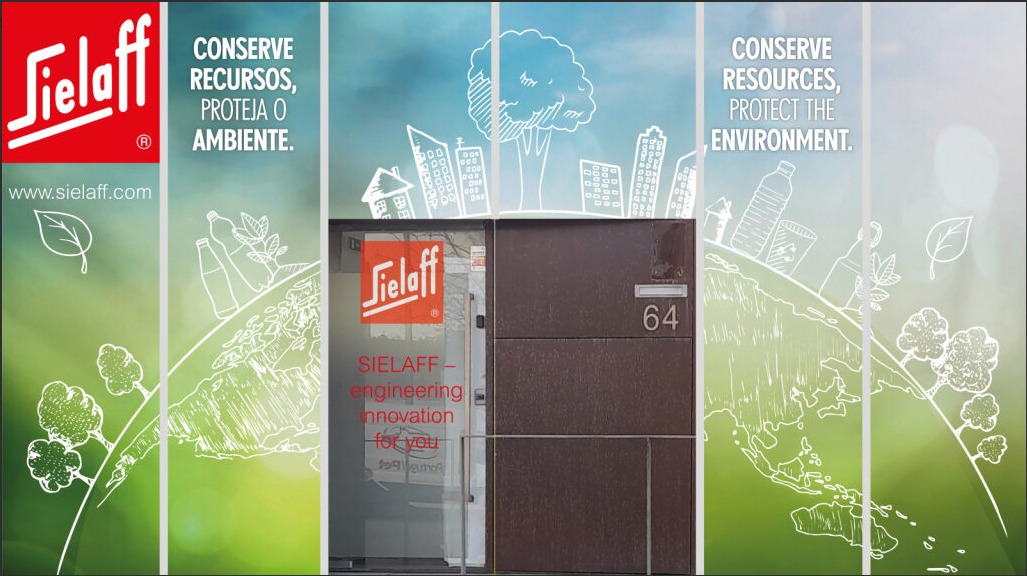 Sielaff
®
www.sielaff.com
CONSERVE
RECURSOS,
PROTEJA O
AMBIENTE.
CONSERVE
RESOURCES,
PROTECT THE
ENVIRONMENT.
Sielaff
®
64
SIELAFF –
engineering
innovation
for you